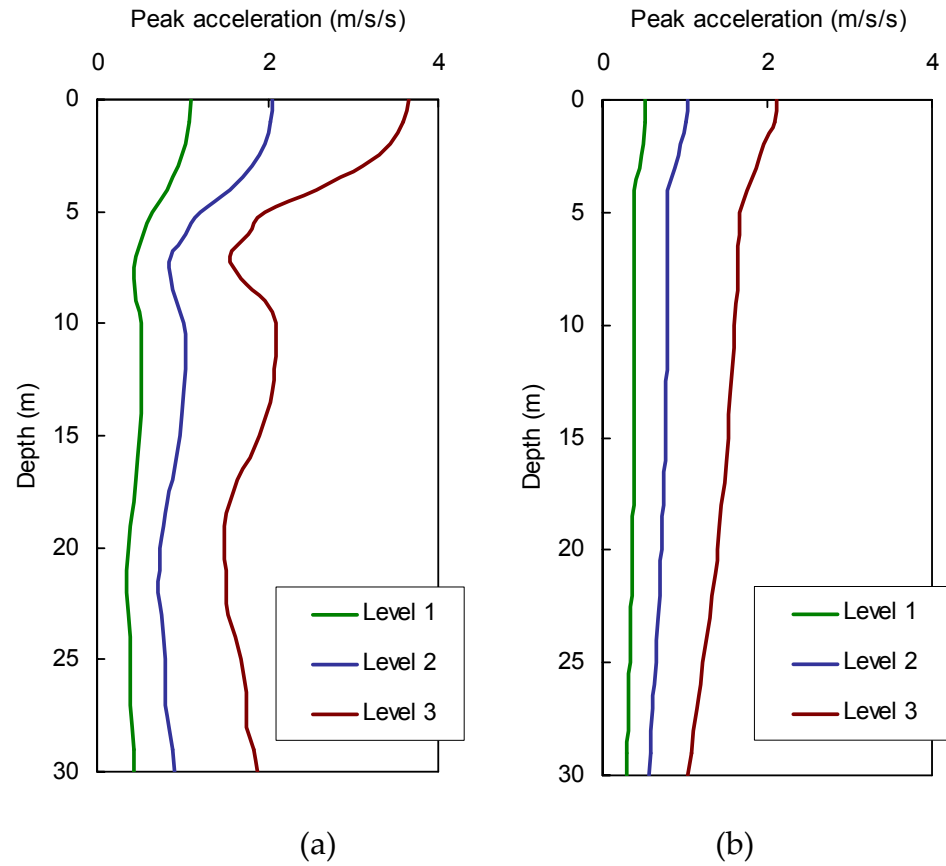 Peak acceleration (m/s/s)
0 2 4
0
5
10
15
20
25
30
Depth (m)
Level 1
Level 2
Level 3
(a)
Peak acceleration (m/s/s)
0 2 4
0
5
10
15
20
25
30
Depth (m)
Level 1
Level 2
Level 3
(b)